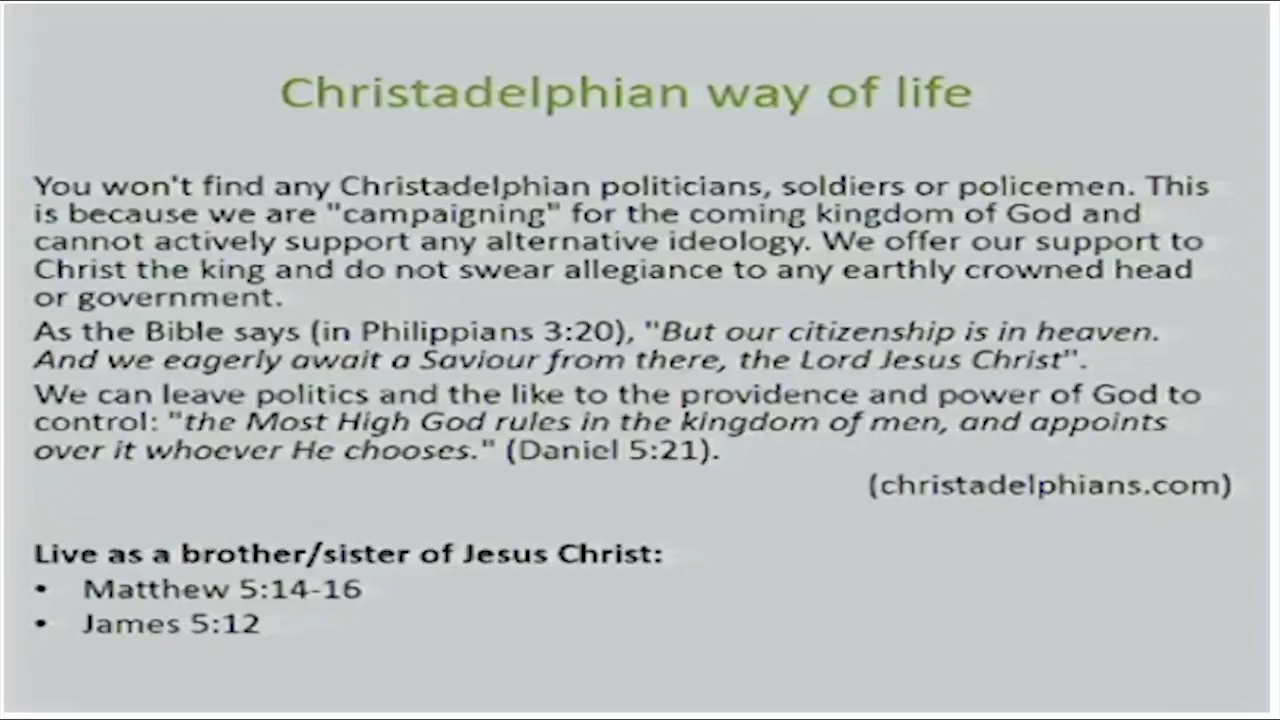 Christadelphian way of life
You won't find any Christadelphian politicians, soldiers or policemen. This
is because we are "campaigning" for the coming kingdom of God and
cannot actively support any alternative ideology. We offer our support to
Christ the king and do not swear allegiance to any earthly crowned head
or government.
As the Bible says (in Philippians 3:20), "But our citizenship is in heaven.
And we eagerly await a Saviour from there, the Lord Jesus Christ".
We can leave politics and the like to the providence and power of God to
control: "the Most High God rules in the kingdom of men, and appoints
over it whoever He chooses." (Daniel 5:21).
(christadelphians.com)
Live as a brother/sister of Jesus Christ:
• Matthew 5:14-16
• James 5:12